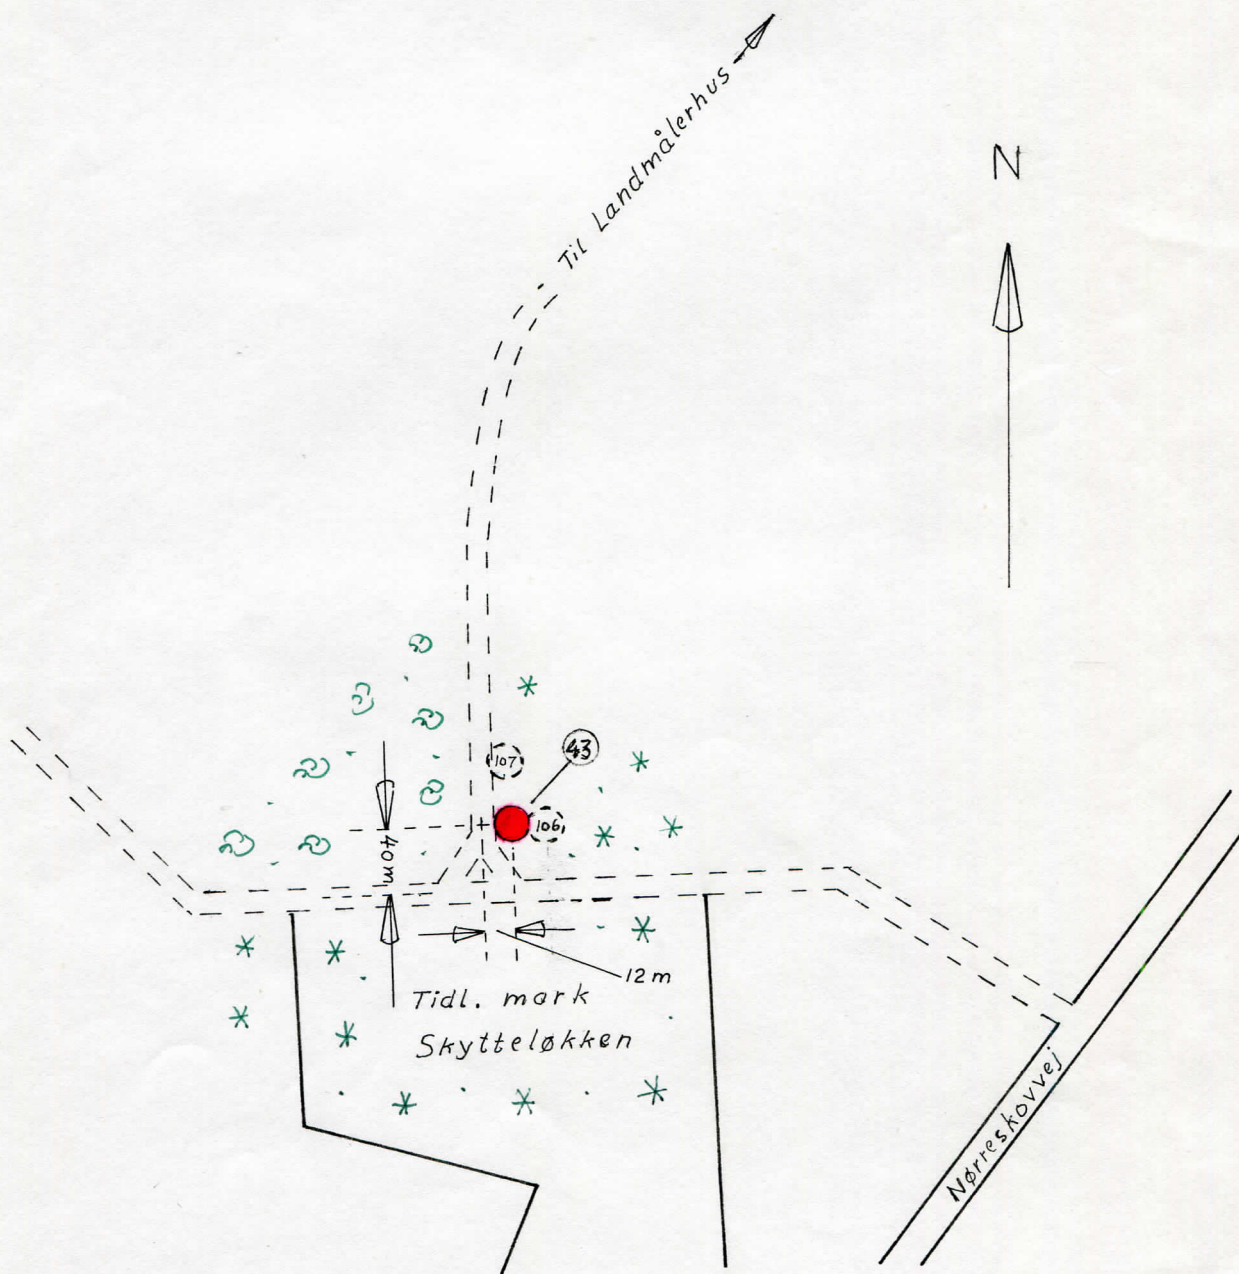 Til Landmålerhus
N
43
107
106
40m
12m
Tidl. mark
Skytteløkken
Nørreskovvej